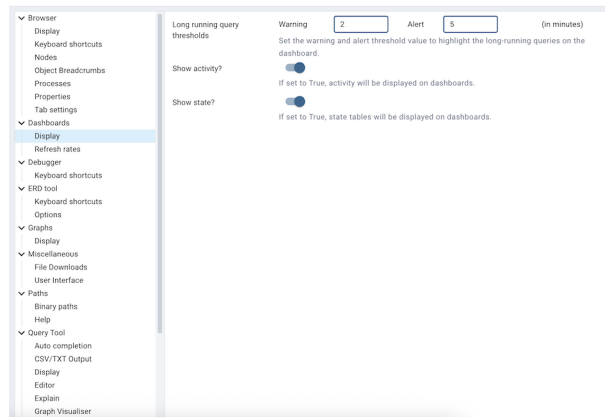 Browser
Display
Keyboard shortcuts
Nodes
Object Breadcrumbs
Processes
Properties
Tab settings
Dashboards
Display
Refresh rates
Debugger
Keyboard shortcuts
ERD tool
Keyboard shortcuts
Options
Graphs
Display
Miscellaneous
File Downloads
User Interface
Paths
Binary paths
Help
Query Tool
Auto completion
CSV/TXT Output
Display
Editor
Explain
Graph Visualiser
Long running query
thresholds
Warning 2 Alert 5 (in minutes)
Set the warning and alert threshold value to highlight the long-running queries on the
dashboard.
Show activity?
If set to True, activity will be displayed on dashboards.
Show state?
If set to True, state tables will be displayed on dashboards.